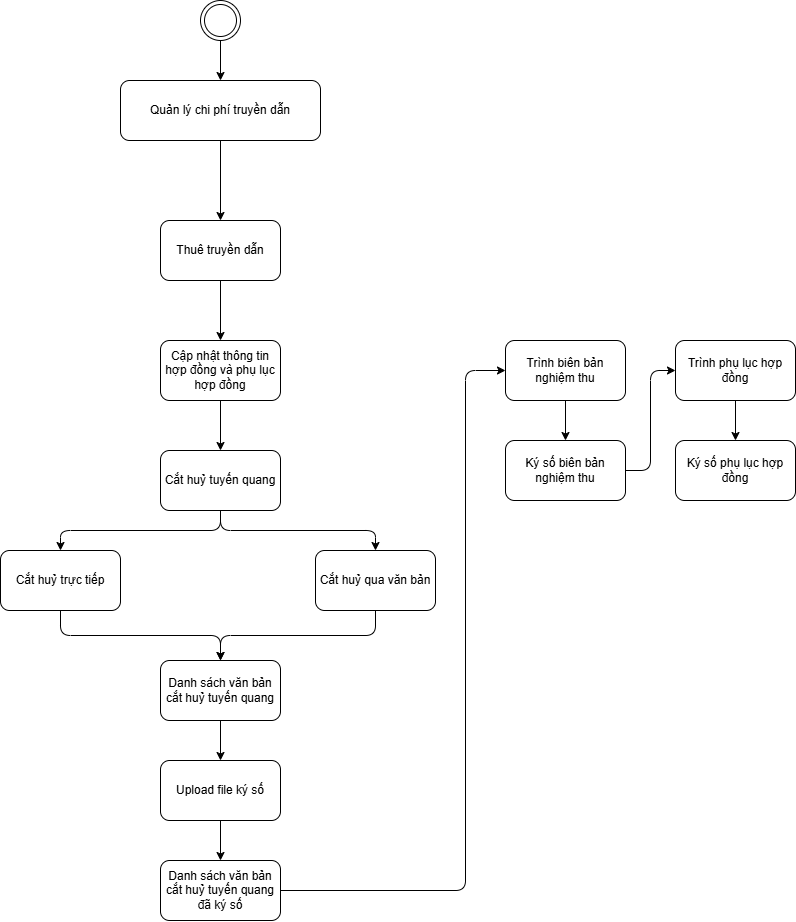 Quản lý chi phí truyền dẫn
Thuê truyền dẫn
Cập nhật thông tin
hợp đồng và phụ lục
hợp đồng
Cắt huỷ tuyến quang
Cắt huỷ trực tiếp
Cắt huỷ qua văn bản
Danh sách văn bản
cắt huỷ tuyến quang
Upload file ký số
Danh sách văn bản
cắt huỷ tuyến quang
đã ký số
Trình biên bản
nghiệm thu
Ký số biên bản
nghiệm thu
Trình phụ lục hợp
đồng
Ký số phụ lục hợp
đồng